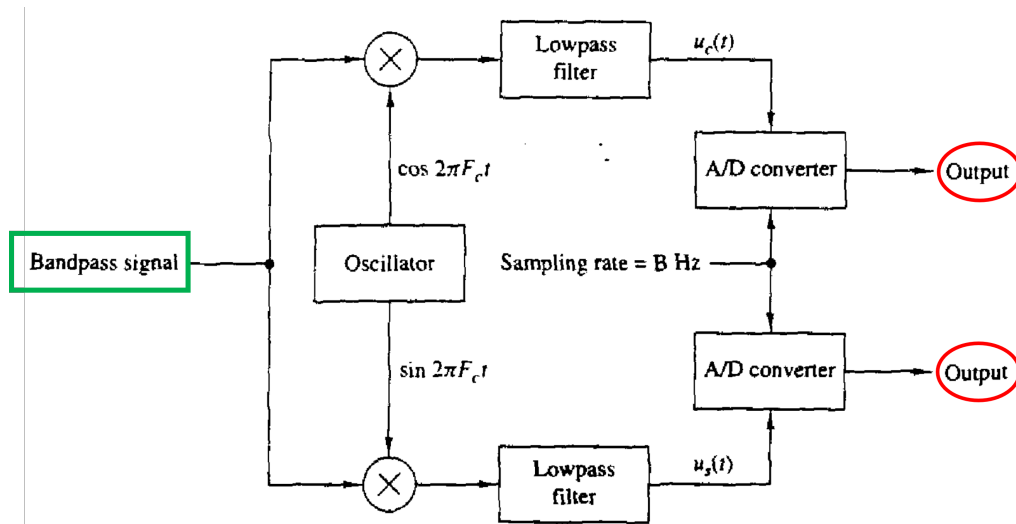 Lowpass
filter
u_c(t)
cos 2πF_c t
A/D converter
Output
Bandpass signal
Oscillator
Sampling rate = B Hz
sin 2πF_c t
A/D converter
Output
Lowpass
filter
u_s(t)